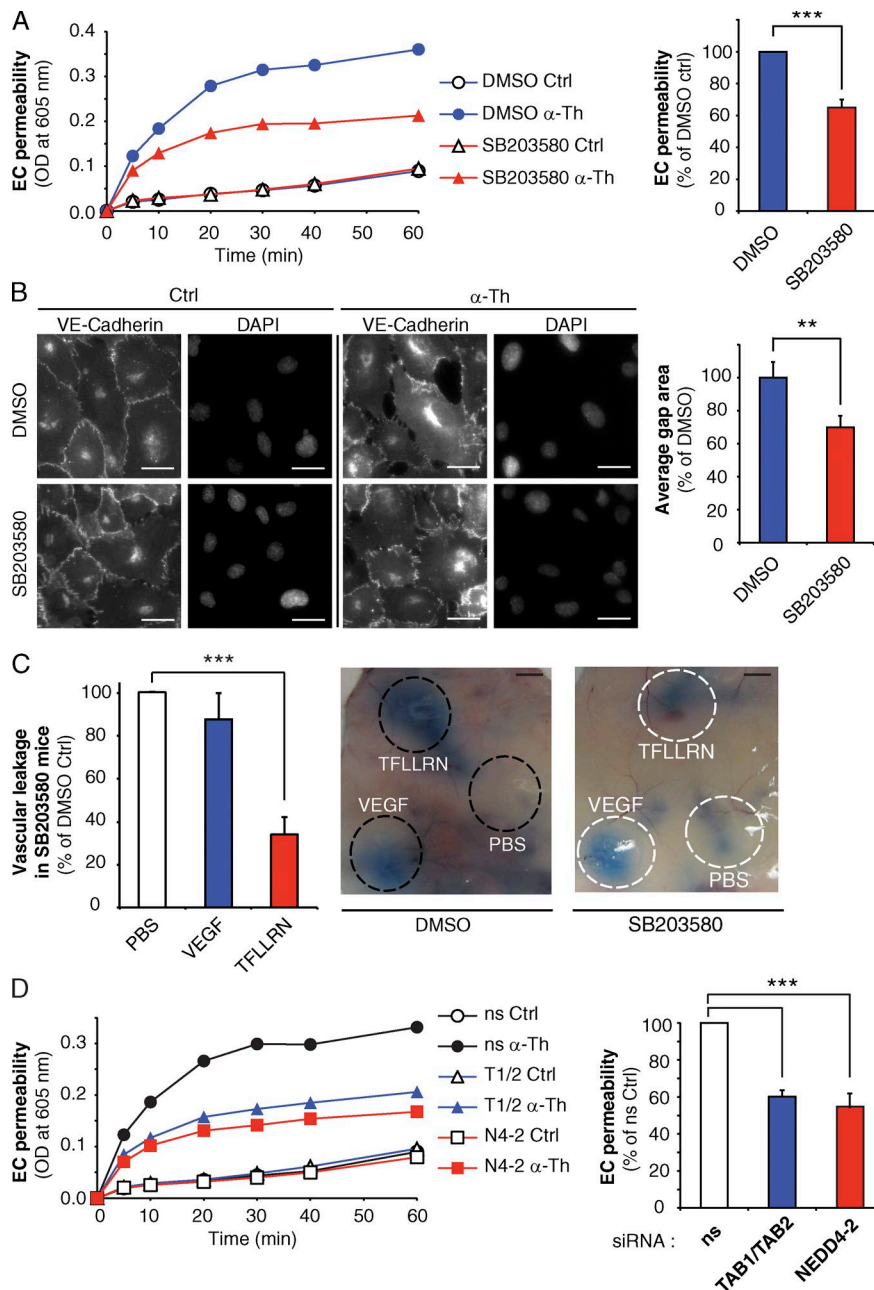 A
EC permeability
(OD at 605 nm)
0.4
0.3
0.2
0.1
0.0
0 10 20 30 40 50 60
Time (min)
DMSO Ctrl
DMSO α-Th
SB203580 Ctrl
SB203580 α-Th
EC permeability
(% of DMSO ctrl)
***
100
80
60
40
20
0
DMSO
SB203580
B
Ctrl
α-Th
VE-Cadherin
DAPI
VE-Cadherin
DAPI
DMSO
SB203580
Average gap area
(% of DMSO)
**
100
80
60
40
20
0
DMSO
SB203580
C
Vascular leakage
in SB203580 mice
(% of DMSO Ctrl)
***
100
80
60
40
20
0
PBS
VEGF
TFLLRN
TFLLRN
VEGF
PBS
DMSO
TFLLRN
VEGF
PBS
SB203580
D
EC permeability
(OD at 605 nm)
0.3
0.2
0.1
0.0
0 10 20 30 40 50 60
Time (min)
ns Ctrl
ns α-Th
T1/2 Ctrl
T1/2 α-Th
N4-2 Ctrl
N4-2 α-Th
EC permeability
(% of ns Ctrl)
***
100
80
60
40
20
0
siRNA :
ns
TAB1/TAB2
NEDD4-2